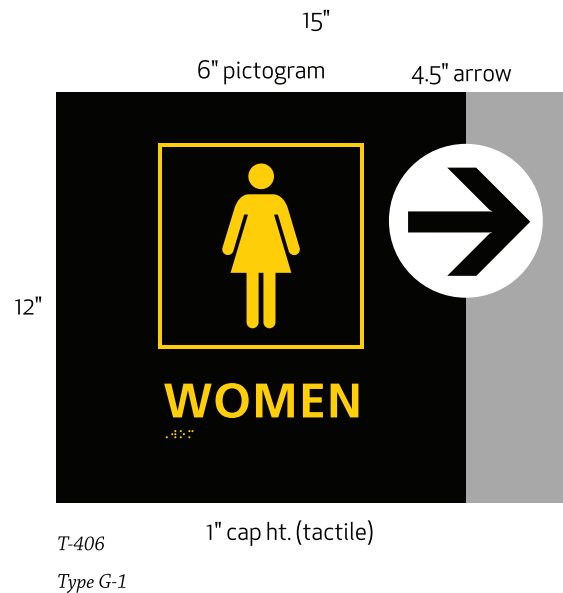 15"
6" pictogram
4.5" arrow
12"
WOMEN
1" cap ht. (tactile)
T-406
Type G-1